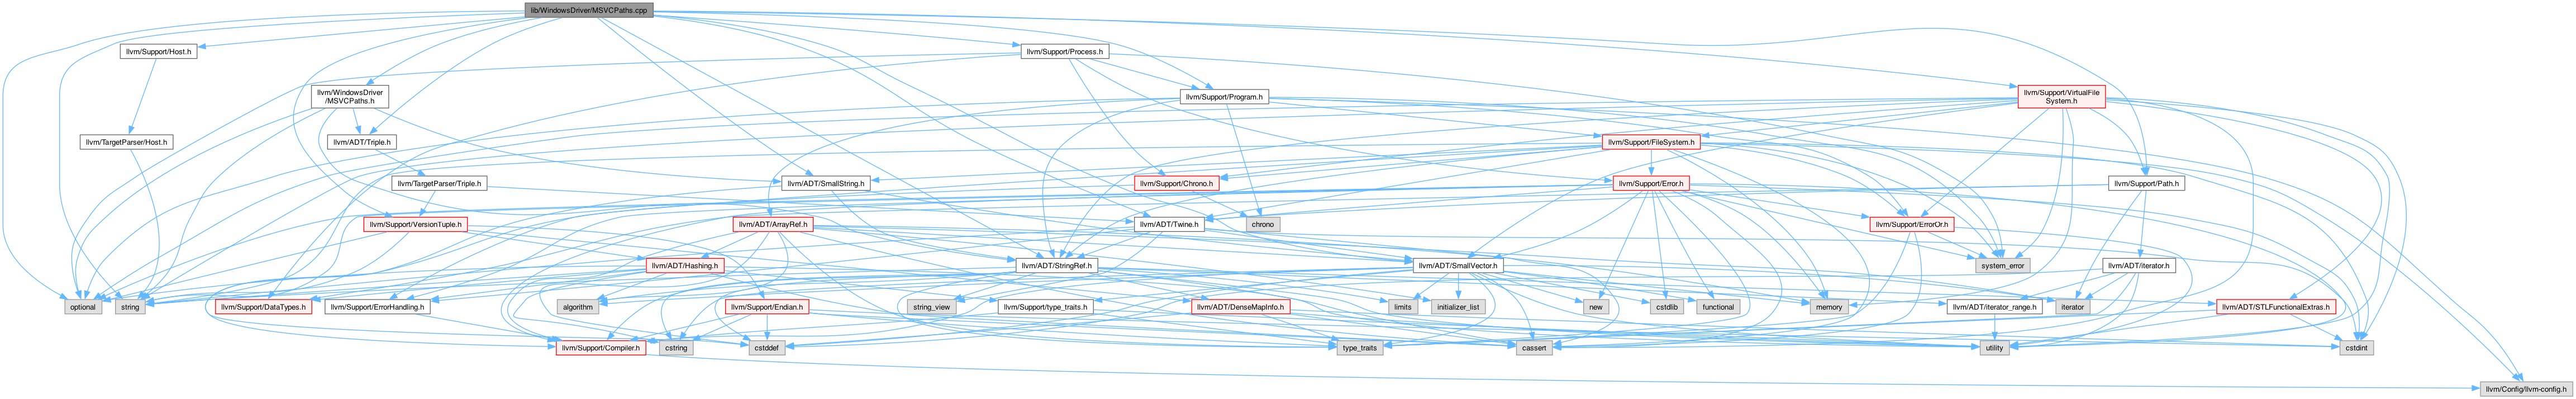 lib/WindowsDriver/MSVCPaths.cpp
llvm/Support/Host.h
llvm/Support/Process.h
llvm/WindowsDriver
/MSVCPaths.h
llvm/Support/Program.h
llvm/Support/VirtualFile
System.h
llvm/TargetParser/Host.h
llvm/ADT/Triple.h
llvm/Support/FileSystem.h
llvm/TargetParser/Triple.h
llvm/ADT/SmallString.h
llvm/Support/Chrono.h
llvm/Support/Error.h
llvm/Support/Path.h
llvm/Support/VersionTuple.h
llvm/ADT/ArrayRef.h
llvm/ADT/Twine.h
chrono
llvm/Support/ErrorOr.h
llvm/ADT/Hashing.h
llvm/ADT/StringRef.h
llvm/ADT/SmallVector.h
system_error
llvm/ADT/iterator.h
optional
string
llvm/Support/DataTypes.h
llvm/Support/ErrorHandling.h
algorithm
llvm/Support/Endian.h
string_view
llvm/Support/type_traits.h
llvm/ADT/DenseMapInfo.h
limits
initializer_list
new
cstdlib
functional
memory
llvm/ADT/iterator_range.h
iterator
llvm/ADT/STLFunctionalExtras.h
llvm/Support/Compiler.h
cstring
cstddef
type_traits
cassert
utility
cstdint
llvm/Config/llvm-config.h